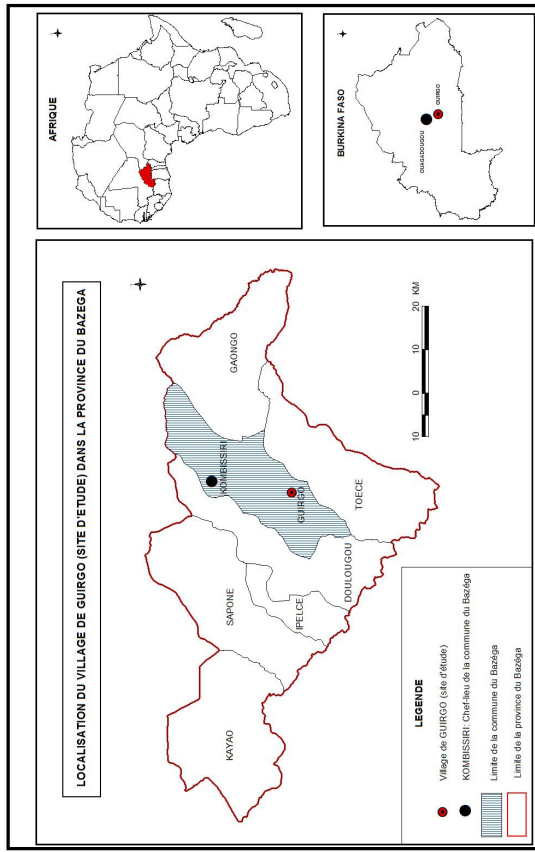 LOCALISATION DU VILLAGE DE GUIRGO (SITE D'ETUDE) DANS LA PROVINCE DU BAZEGA
KAYAO
SAPONE
IPELCE
DOULOUGOU
KOMBISSIRI
GUIRGO
TOECE
GAONGO
LEGENDE
Village de GUIRGO (site d'étude)
KOMBISSIRI: Chef-lieu de la commune du Bazéga
Limite de la commune du Bazéga
Limite de la province du Bazéga
10 0 10 20 KM
AFRIQUE
BURKINA FASO
OUAGADOUGOU
GUIRGO